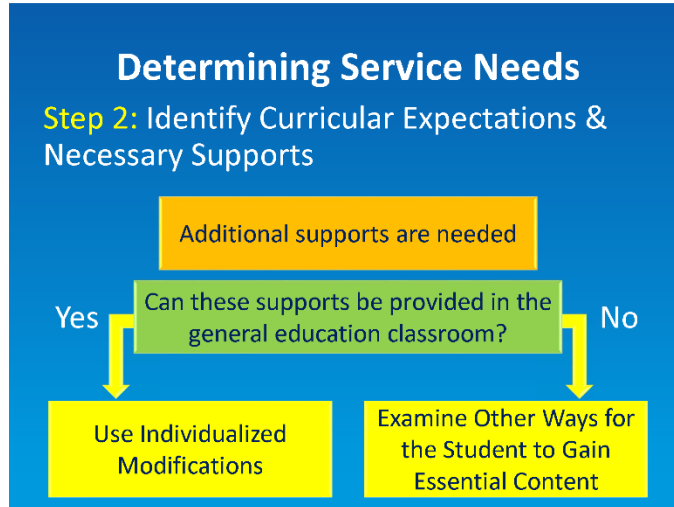 Determining Service Needs
Step 2: Identify Curricular Expectations &
Necessary Supports
Additional supports are needed
Can these supports be provided in the
general education classroom?
Yes
No
Use Individualized
Modifications
Examine Other Ways for
the Student to Gain
Essential Content